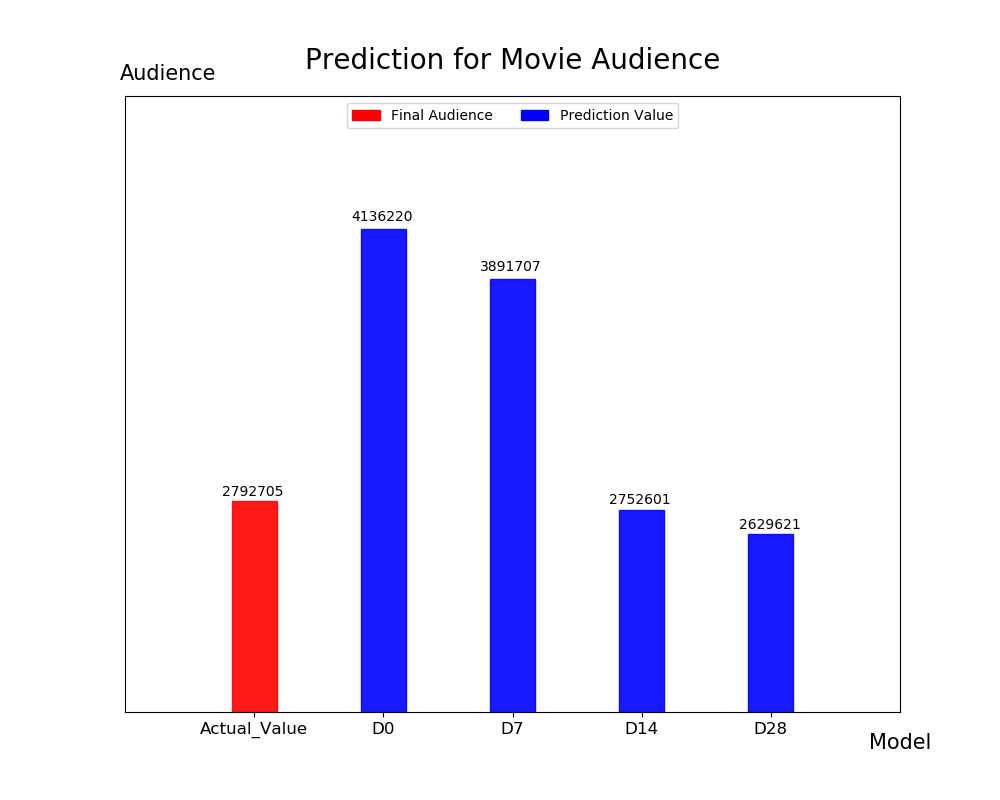 Prediction for Movie Audience
Audience
Final Audience
Prediction Value
4136220
3891707
2792705
2752601
2629621
Actual_Value
D0
D7
D14
D28
Model